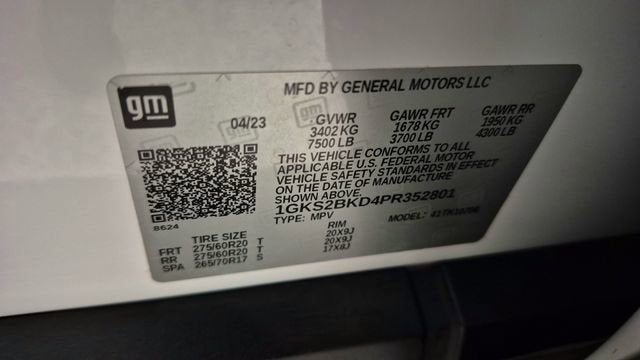 gm
MFD BY GENERAL MOTORS LLC
04/23 GVWR GAWR FRT GAWR RR
3402 KG 1678 KG 1950 KG
7500 LB 3700 LB 4300 LB
THIS VEHICLE CONFORMS TO ALL
APPLICABLE U.S. FEDERAL MOTOR
VEHICLE SAFETY STANDARDS IN EFFECT
ON THE DATE OF MANUFACTURE
SHOWN ABOVE.
1GKS2BKD4PR352801
8624
TYPE: MPV MODEL:
TIRE SIZE RIM
FRT 275/60R20 T 20X9J
RR 275/60R20 T 20X9J
SPA 265/70R17 S 17X8J